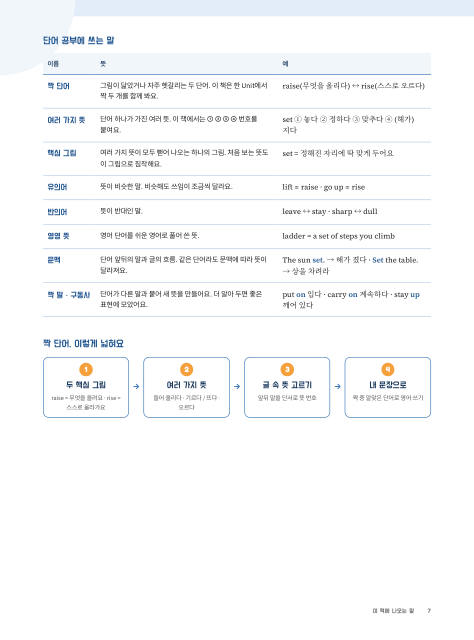 단어 공부에 쓰는 말
이름 뜻 예
짝 단어 그림이 닮았거나 자주 헷갈리는 두 단어. 이 책은 한 Unit에서 raise(무엇을 올리다) ↔ rise(스스로 오르다)
짝 두 개를 함께 봐요.
여러 가지 뜻 단어 하나가 가진 여러 뜻. 이 책에서는 ① ② ③ ④ 번호를 set ① 놓다 ② 정하다 ③ 맞추다 ④ (해가)
붙여요. 지다
핵심 그림 여러 가지 뜻이 모두 뻗어 나오는 하나의 그림. 처음 보는 뜻도 set = 정해진 자리에 딱 맞게 두어요
이 그림으로 짐작해요.
유의어 뜻이 비슷한 말. 비슷해도 쓰임이 조금씩 달라요. lift = raise · go up = rise
반의어 뜻이 반대인 말. leave ↔ stay · sharp ↔ dull
영영 뜻 영어 단어를 쉬운 영어로 풀어 쓴 뜻. ladder = a set of steps you climb
문맥 단어 앞뒤의 말과 글의 흐름. 같은 단어라도 문맥에 따라 뜻이 The sun set. → 해가 졌다 · Set the table.
달라져요. → 상을 차려라
짝 말 · 구동사 단어가 다른 말과 붙어 새 뜻을 만들어요. 더 알아 두면 좋은 put on 입다 · carry on 계속하다 · stay up
표현에 모았어요. 깨어 있다
짝 단어, 이렇게 넓혀요
1 → 2 → 3 → 4
두 핵심 그림 여러 가지 뜻 글 속 뜻 고르기 내 문장으로
raise = 무엇을 올려요 · rise = 들어 올리다 · 기르다 / 뜨다 · 앞뒤 말을 단서로 뜻 번호 짝 중 알맞은 단어로 영어 쓰기
스스로 올라가요 오르다
이 책에 나오는 말 7